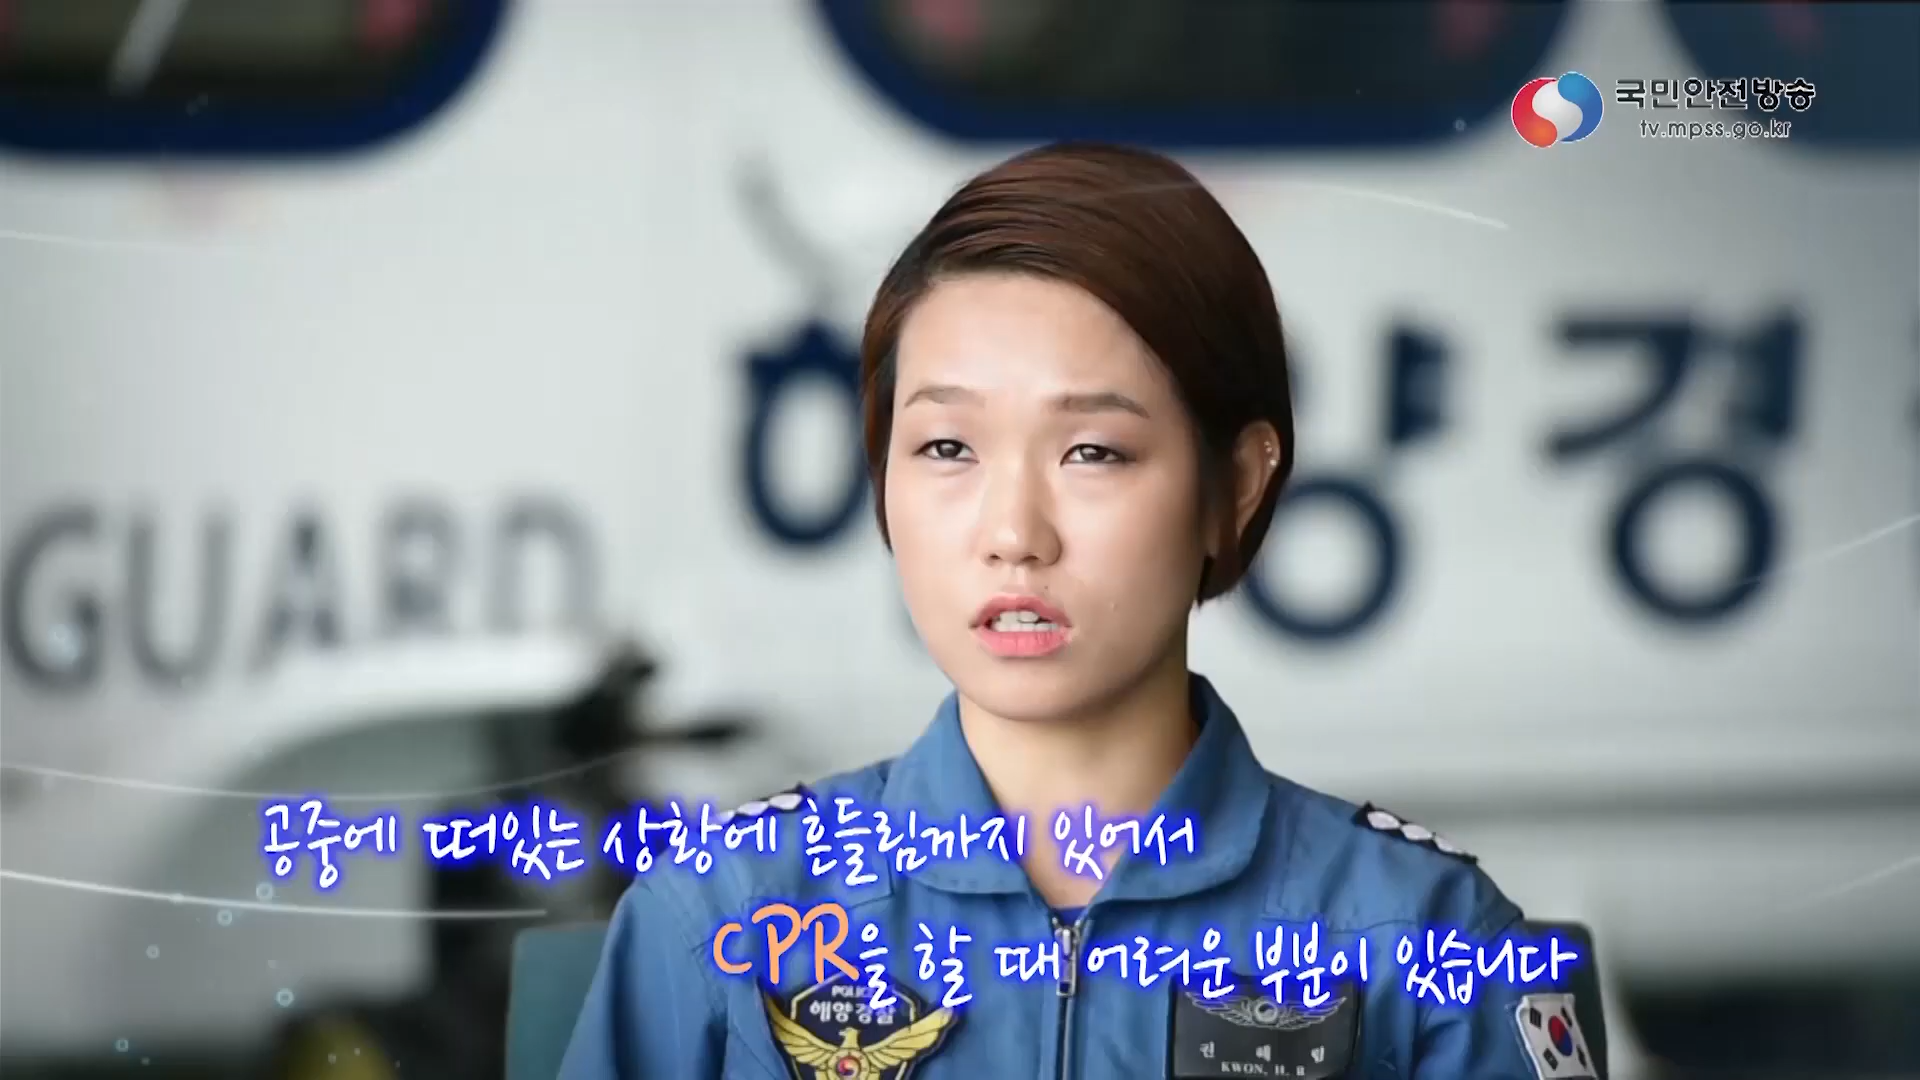 국민안전방송
tv.mpss.go.kr
해양경
GUARD
공중에 떠있는 상황에 흔들림까지 있어서
CPR을 할 때 어려운 부분이 있습니다
POLICE
해양경찰
권 혜
KWON, H. R